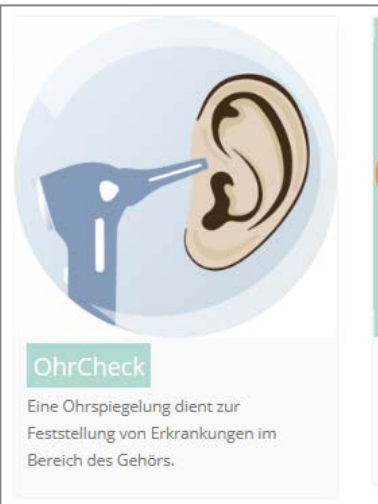 OhrCheck
Eine Ohrspiegelung dient zur
Feststellung von Erkrankungen im
Bereich des Gehörs.